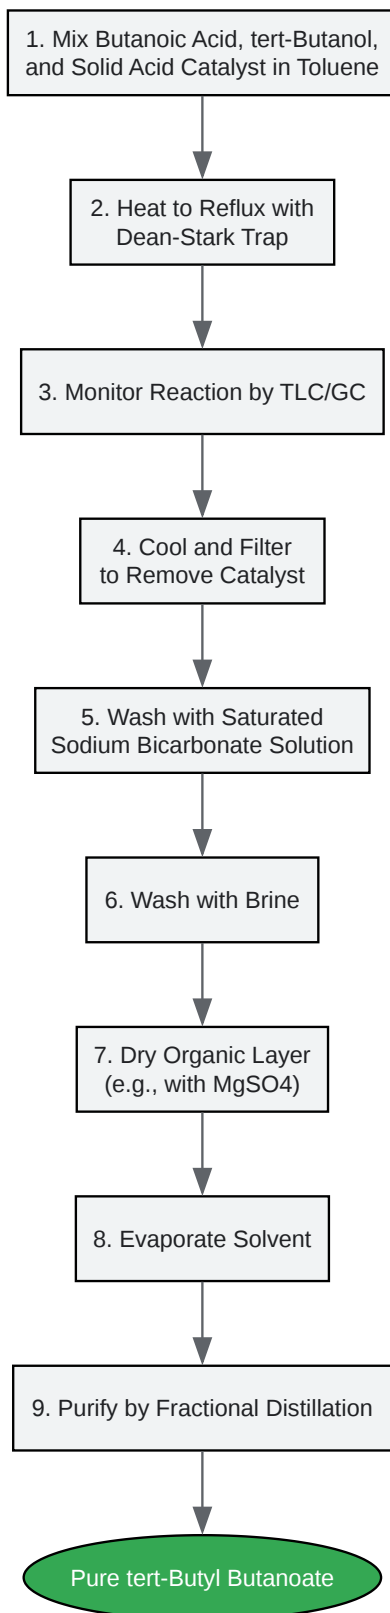 1. Mix Butanoic Acid, tert-Butanol,
and Solid Acid Catalyst in Toluene
2. Heat to Reflux with
Dean-Stark Trap
3. Monitor Reaction by TLC/GC
4. Cool and Filter
to Remove Catalyst
5. Wash with Saturated
Sodium Bicarbonate Solution
6. Wash with Brine
7. Dry Organic Layer
(e.g., with MgSO4)
8. Evaporate Solvent
9. Purify by Fractional Distillation
Pure tert-Butyl Butanoate